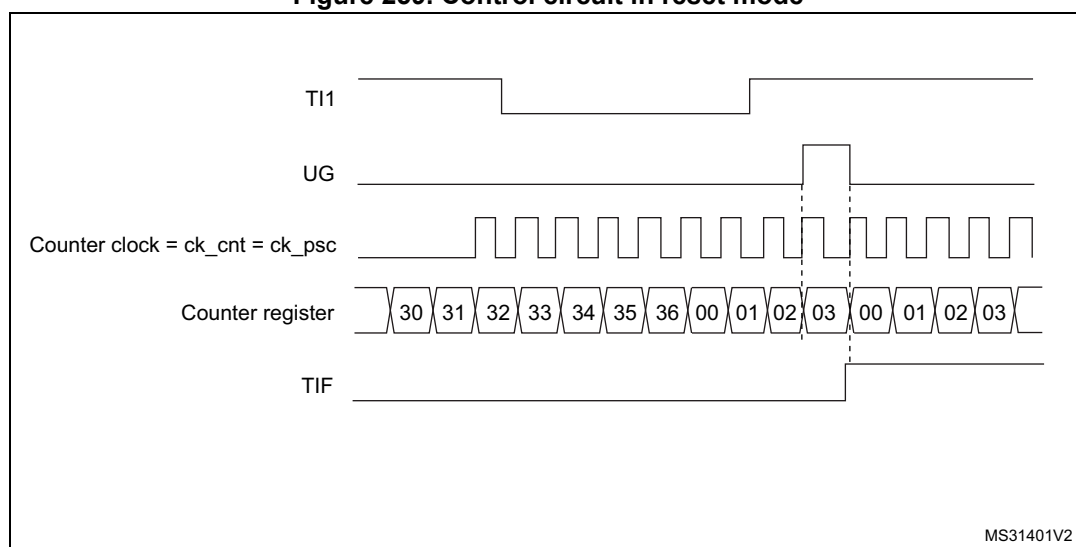 TI1
UG
Counter clock = ck_cnt = ck_psc
Counter register 30 31 32 33 34 35 36 00 01 02 03 00 01 02 03
TIF
MS31401V2